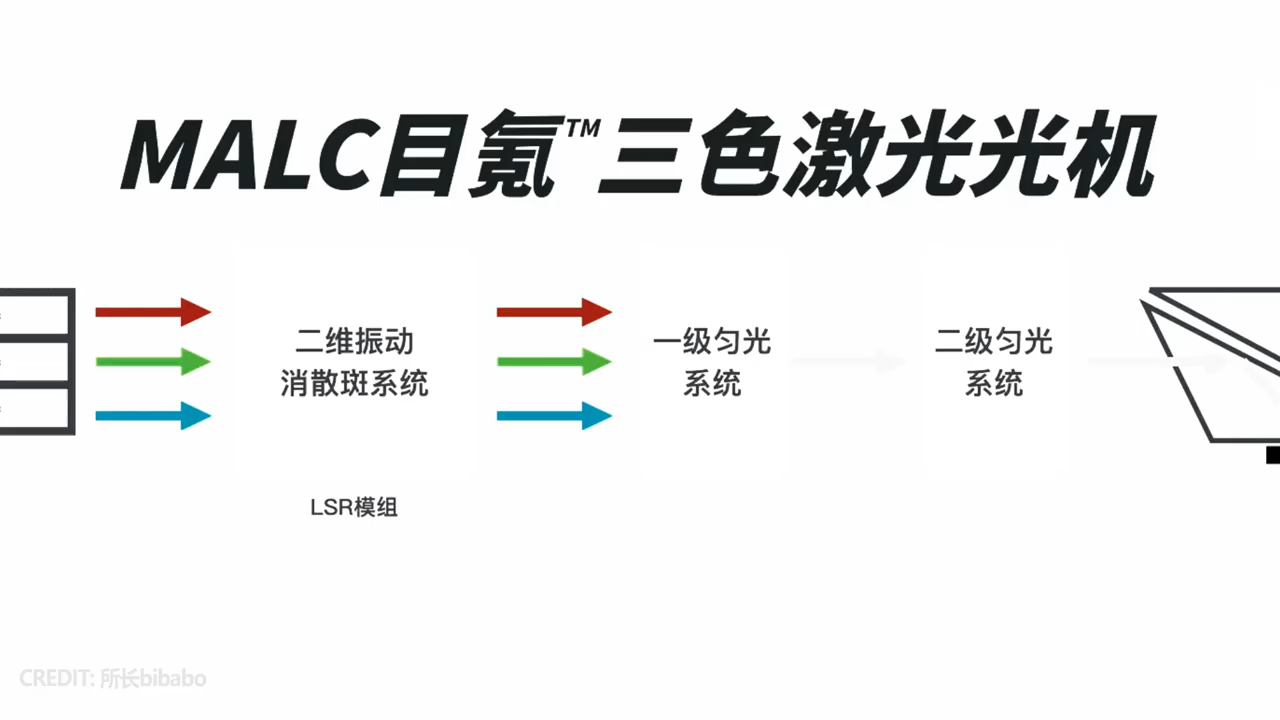 MALC目氪™三色激光光机
二维振动
消散斑系统
一级匀光
系统
二级匀光
系统
LSR模组
CREDIT: 所长bibabo